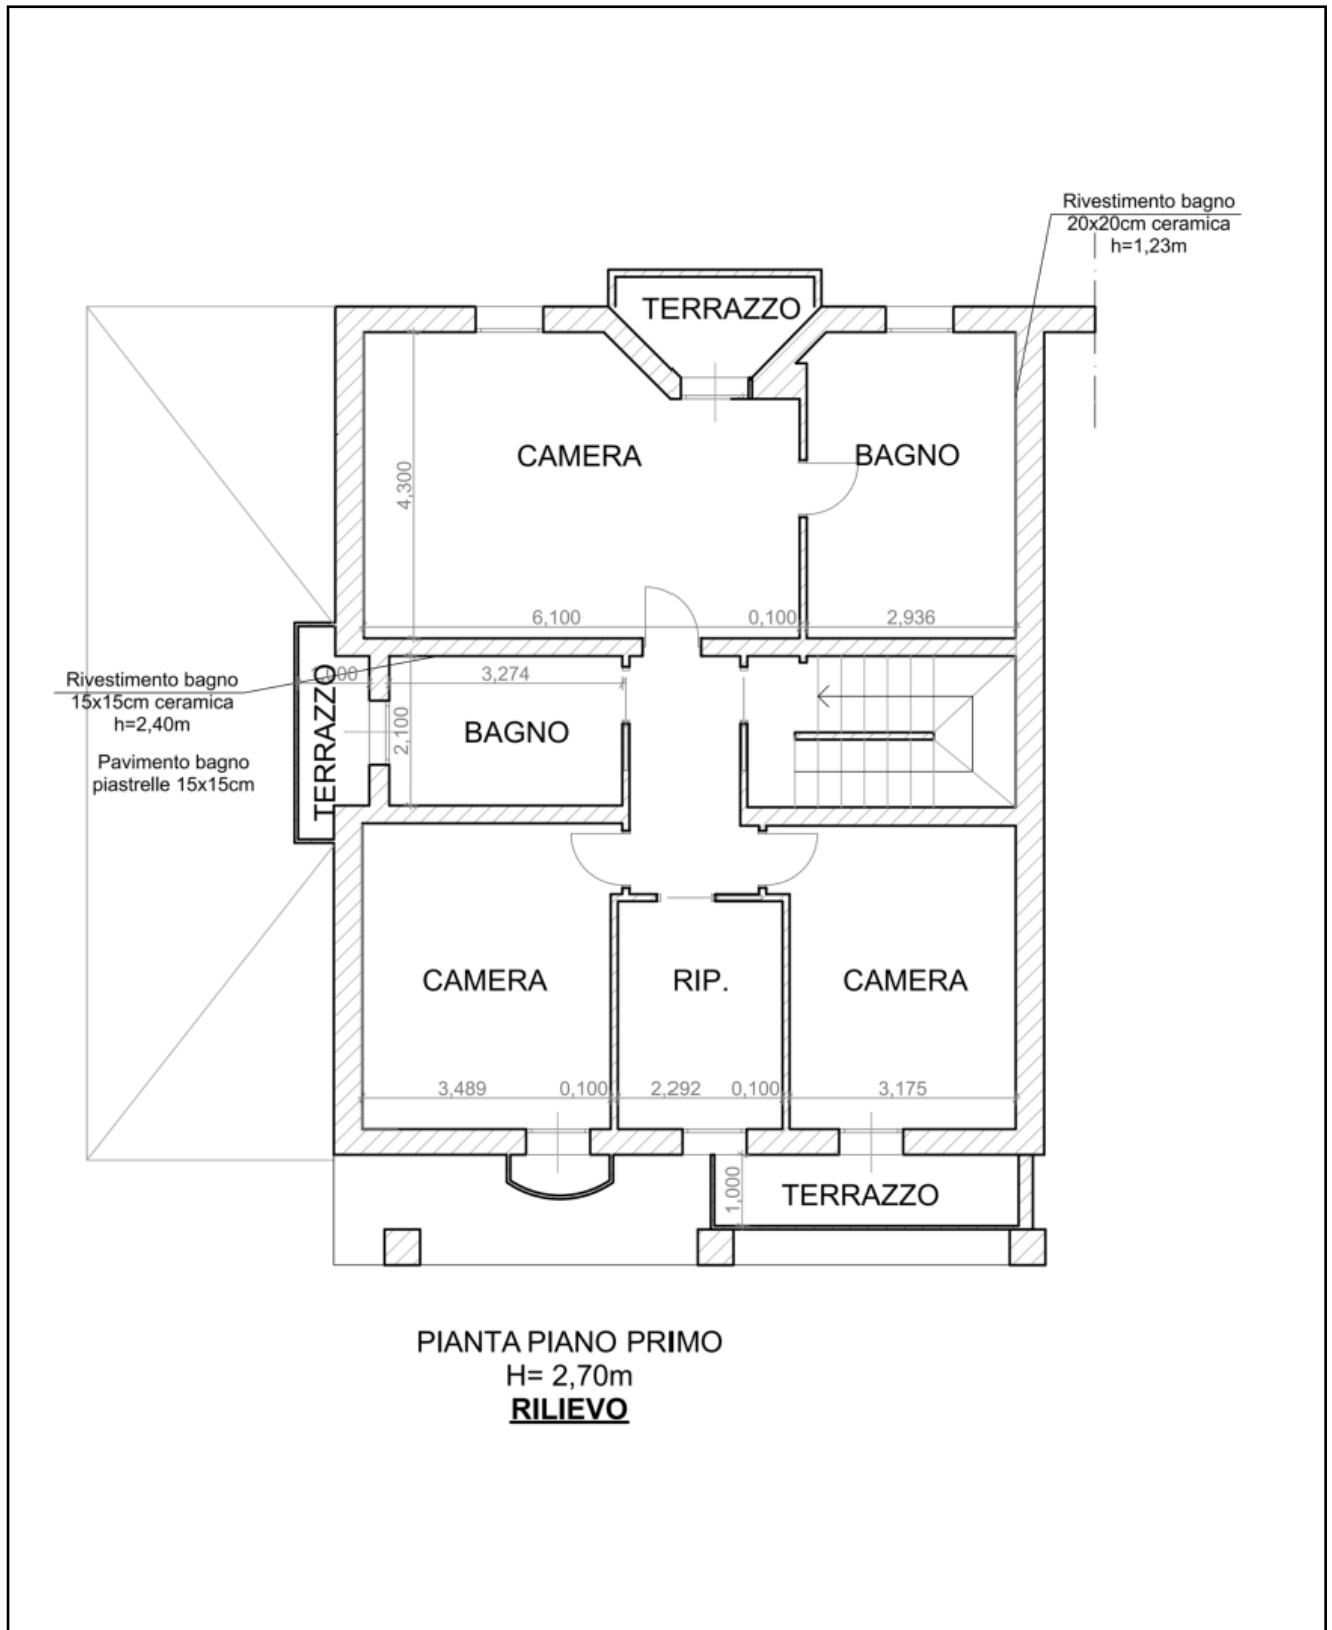 Rivestimento bagno
20x20cm ceramica
h=1,23m
TERRAZZO
CAMERA
BAGNO
4,300
6,100
0,100
2,936
Rivestimento bagno
15x15cm ceramica
h=2,40m
Pavimento bagno
piastrelle 15x15cm
TERRAZZO
3,274
2,100
BAGNO
CAMERA
RIP.
CAMERA
3,489
0,100
2,292
0,100
3,175
1,000
TERRAZZO
PIANTA PIANO PRIMO
H= 2,70m
RILIEVO